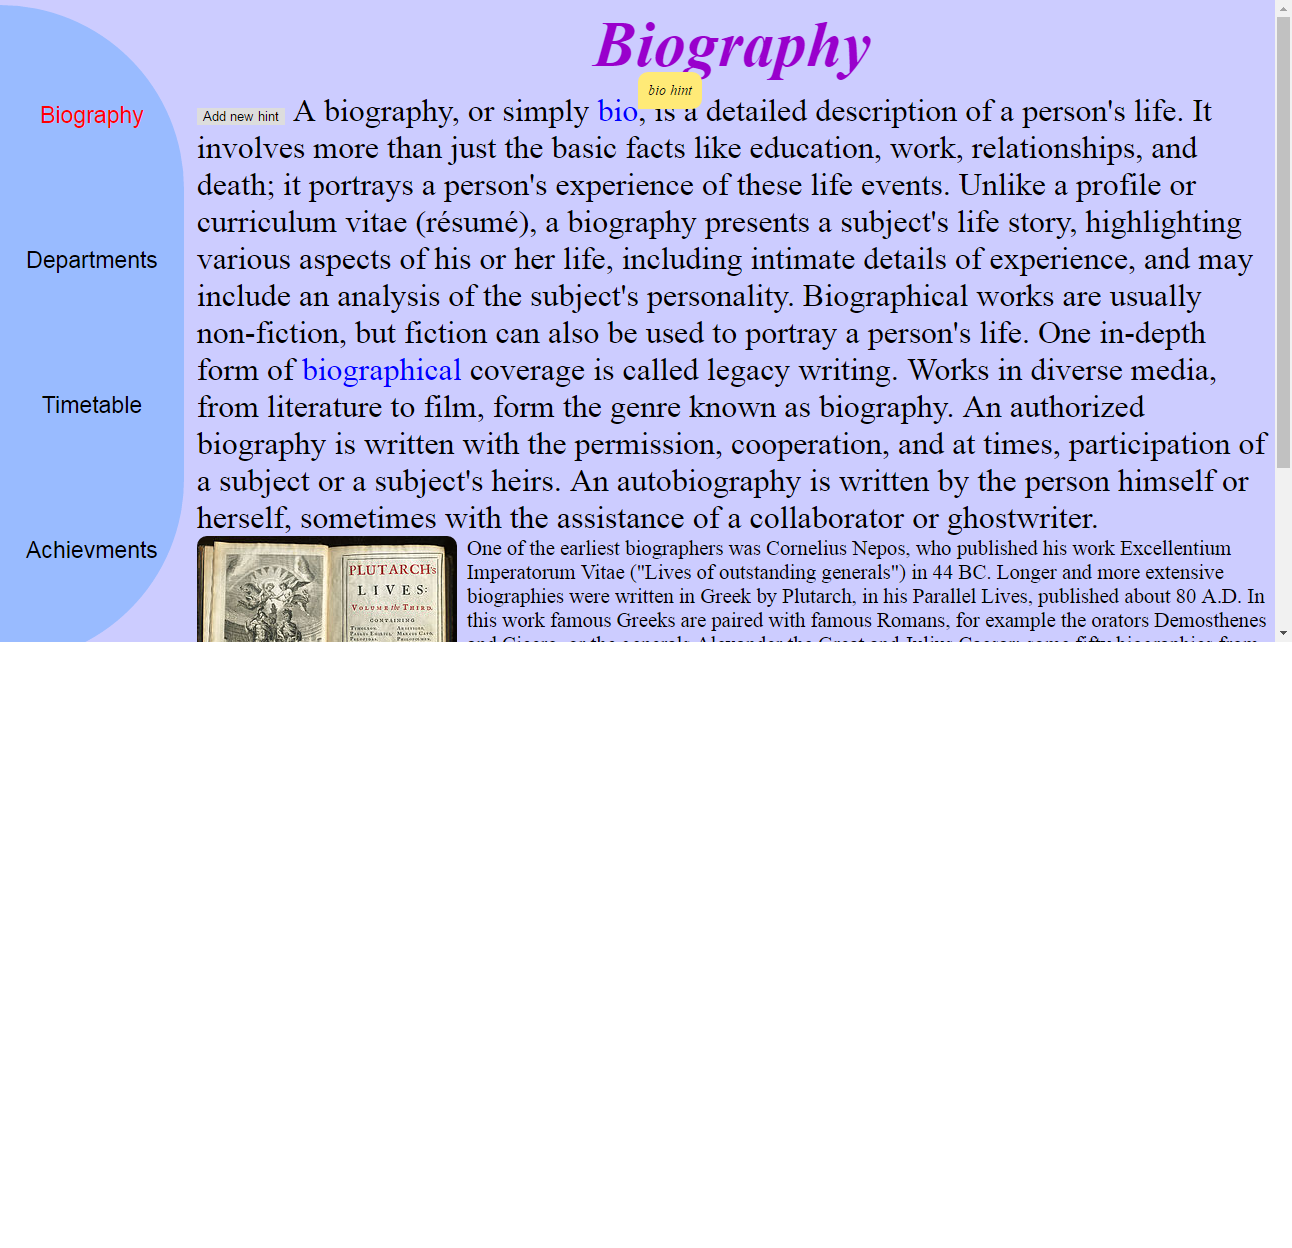 Biography
bio hint
Biography
Departments
Timetable
Achievments
Add new hint A biography, or simply bio, is a detailed description of a person's life. It
involves more than just the basic facts like education, work, relationships, and
death; it portrays a person's experience of these life events. Unlike a profile or
curriculum vitae (résumé), a biography presents a subject's life story, highlighting
various aspects of his or her life, including intimate details of experience, and may
include an analysis of the subject's personality. Biographical works are usually
non-fiction, but fiction can also be used to portray a person's life. One in-depth
form of biographical coverage is called legacy writing. Works in diverse media,
from literature to film, form the genre known as biography. An authorized
biography is written with the permission, cooperation, and at times, participation of
a subject or a subject's heirs. An autobiography is written by the person himself or
herself, sometimes with the assistance of a collaborator or ghostwriter.
PLUTARCH's
LIVES:
VOLUME the THIRD.
CONTAINING
One of the earliest biographers was Cornelius Nepos, who published his work Excellentium
Imperatorum Vitae ("Lives of outstanding generals") in 44 BC. Longer and more extensive
biographies were written in Greek by Plutarch, in his Parallel Lives, published about 80 A.D. In
this work famous Greeks are paired with famous Romans, for example the orators Demosthenes